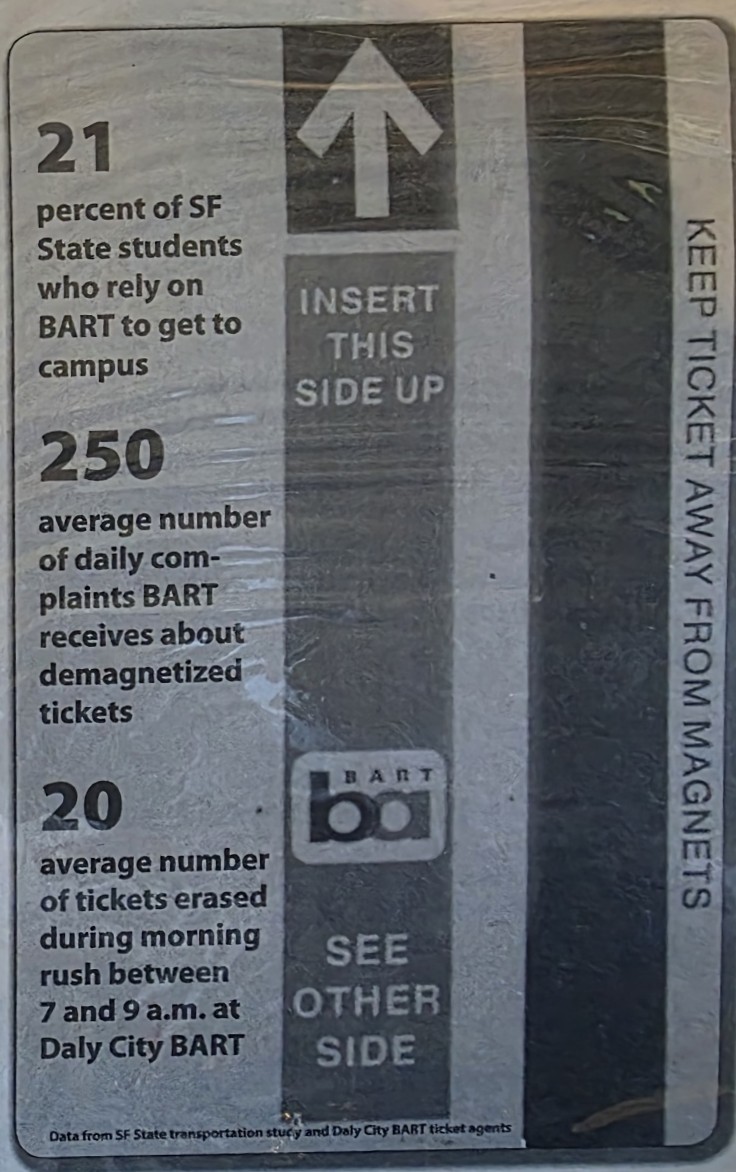 21
percent of SF
State students
who rely on
BART to get to
campus
250
average number
of daily com-
plaints BART
receives about
demagnetized
tickets
20
average number
of tickets erased
during morning
rush between
7 and 9 a.m. at
Daly City BART
INSERT
THIS
SIDE UP
BART
ba
SEE
OTHER
SIDE
KEEP TICKET AWAY FROM MAGNETS
Data from SF State transportation study and Daly City BART ticket agents